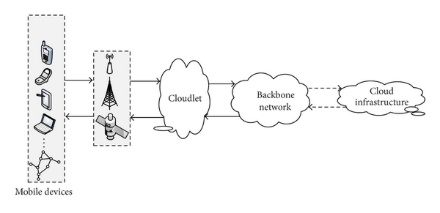 Cloudlet
Backbone
network
Cloud
infrastructure
Mobile devices